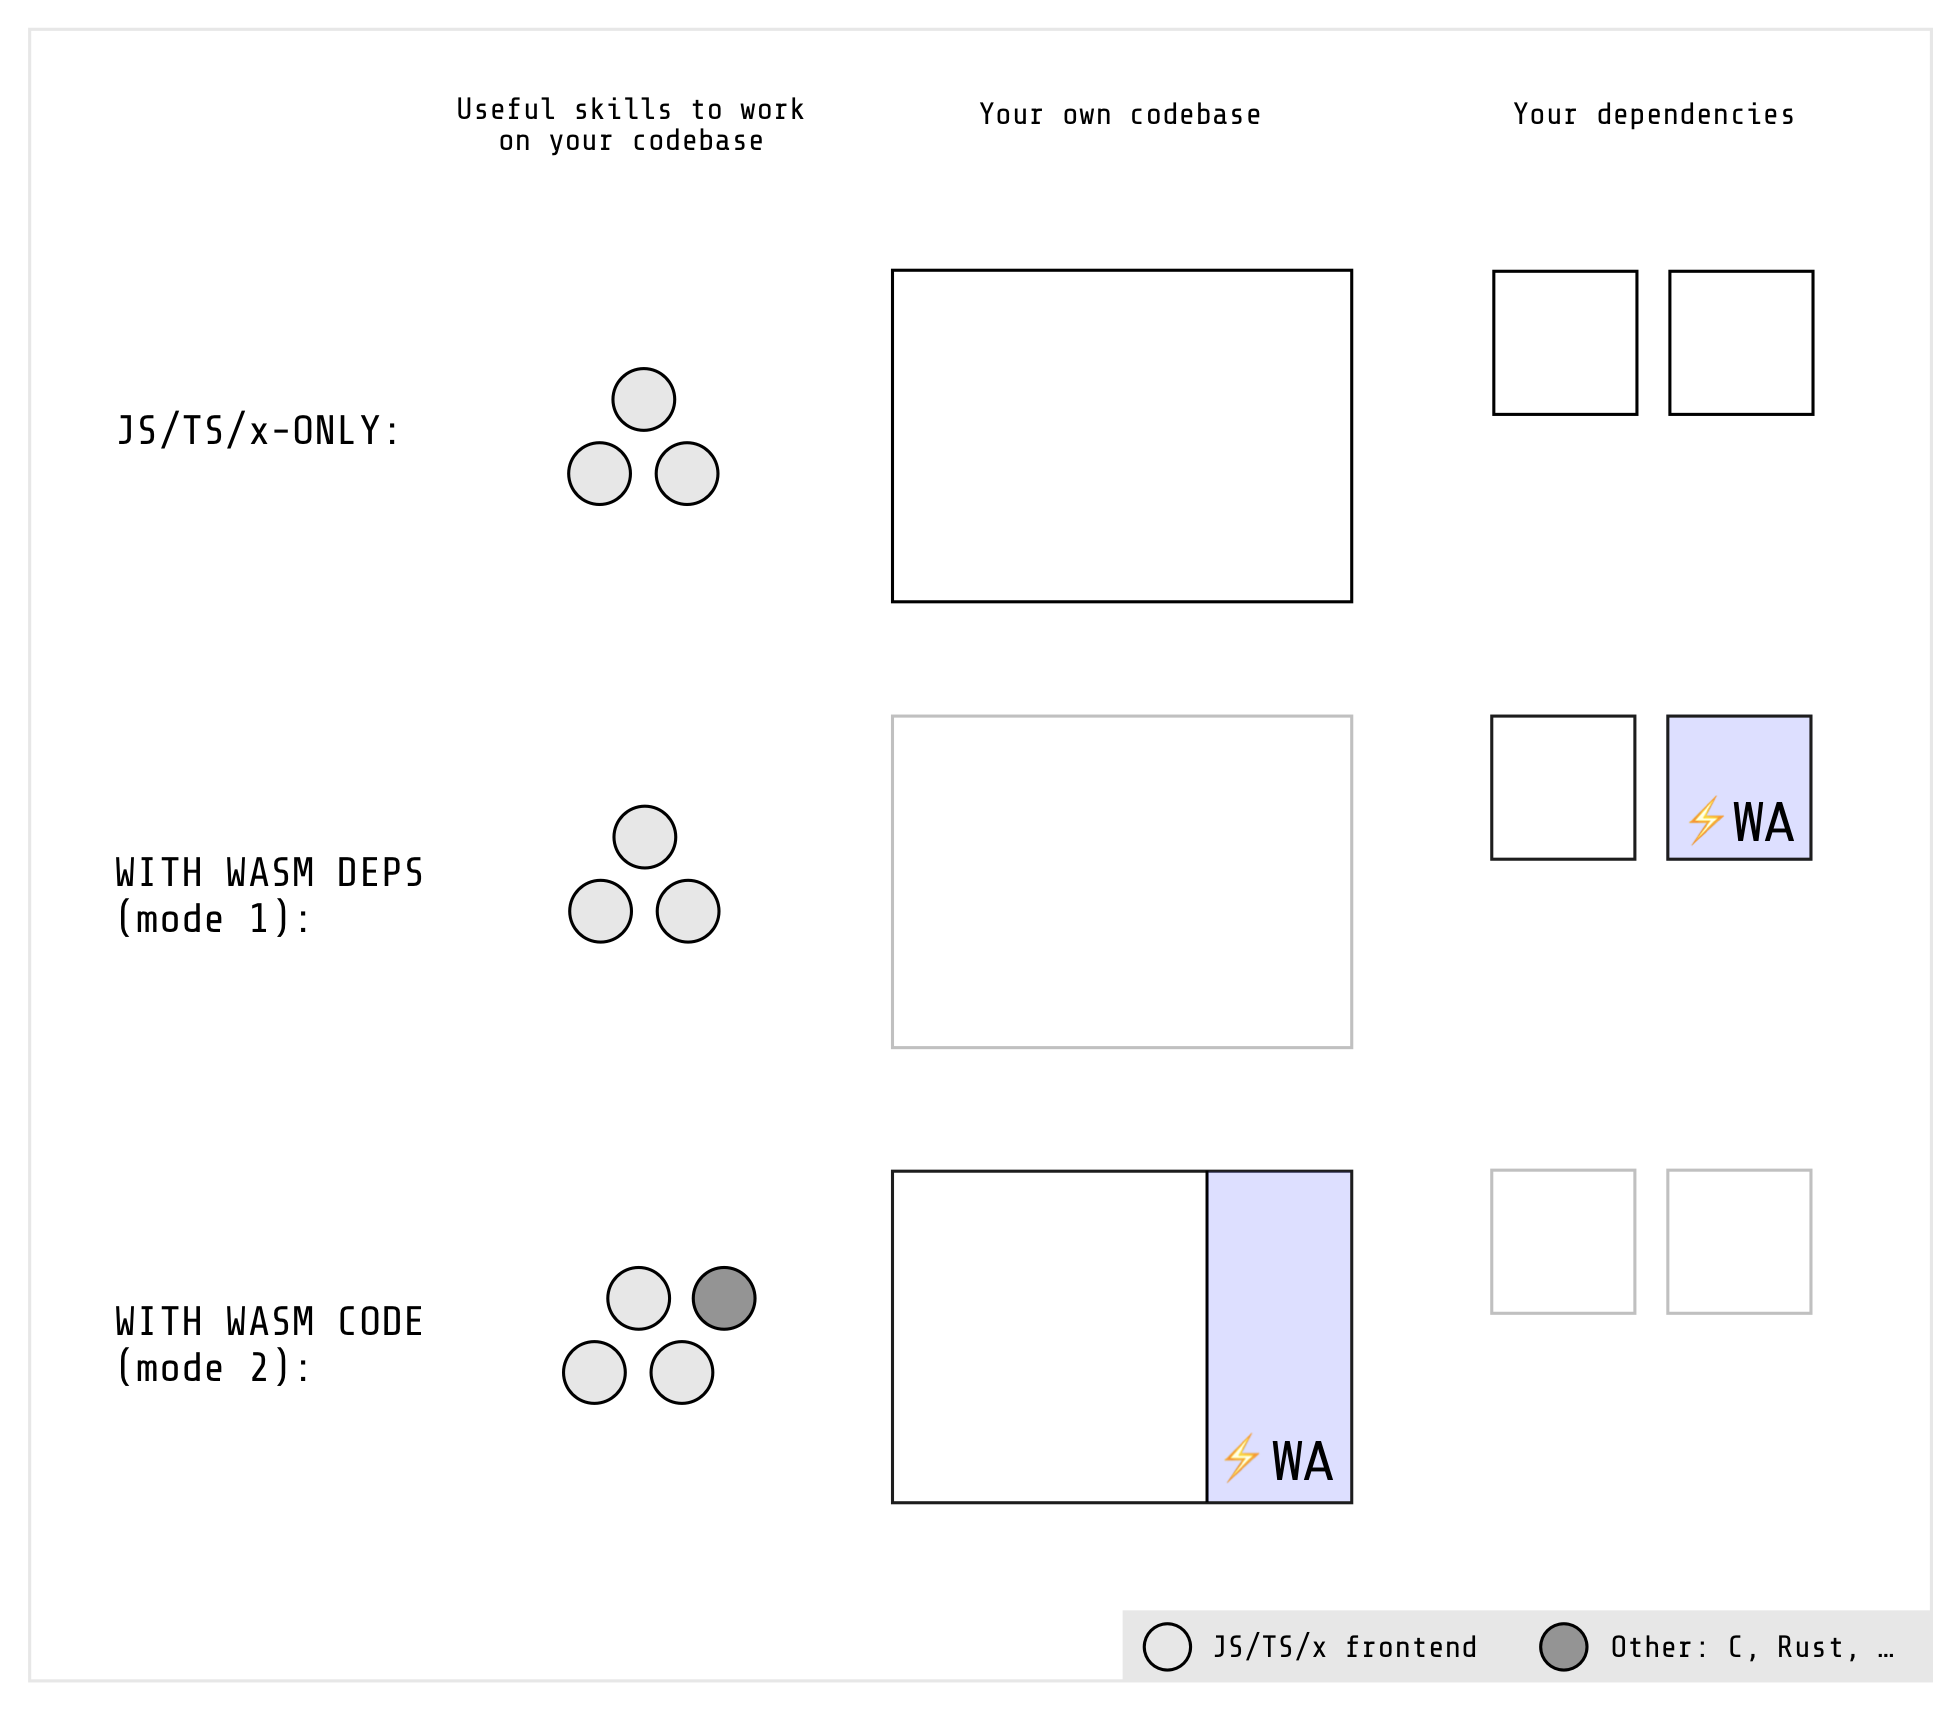 Useful skills to work
on your codebase
Your own codebase
Your dependencies
JS/TS/x-ONLY:
WITH WASM DEPS
(mode 1):
⚡WA
WITH WASM CODE
(mode 2):
⚡WA
JS/TS/x frontend
Other: C, Rust, …